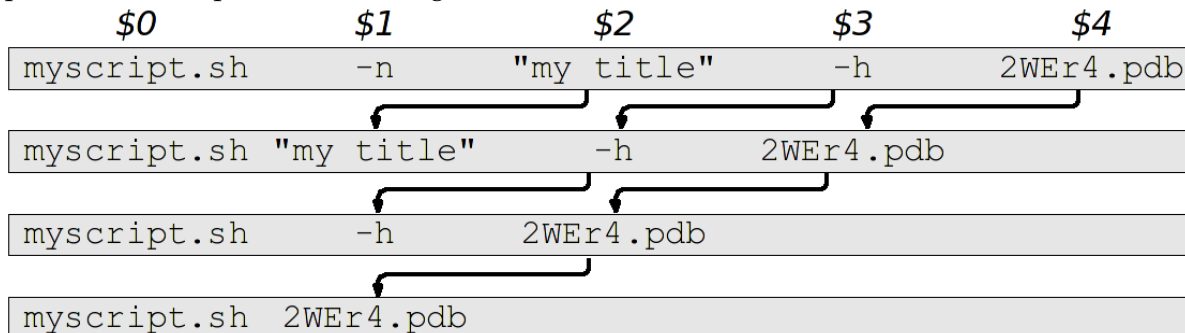 $0 $1 $2 $3 $4
myscript.sh -n "my title" -h 2WEr4.pdb
myscript.sh "my title" -h 2WEr4.pdb
myscript.sh -h 2WEr4.pdb
myscript.sh 2WEr4.pdb